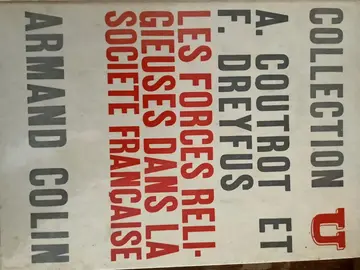 COLLECTION U
A. COUTROT ET
F. DREYFUS
LES FORCES RELI-
GIEUSES DANS LA
SOCIETE FRANCAISE
ARMAND COLIN